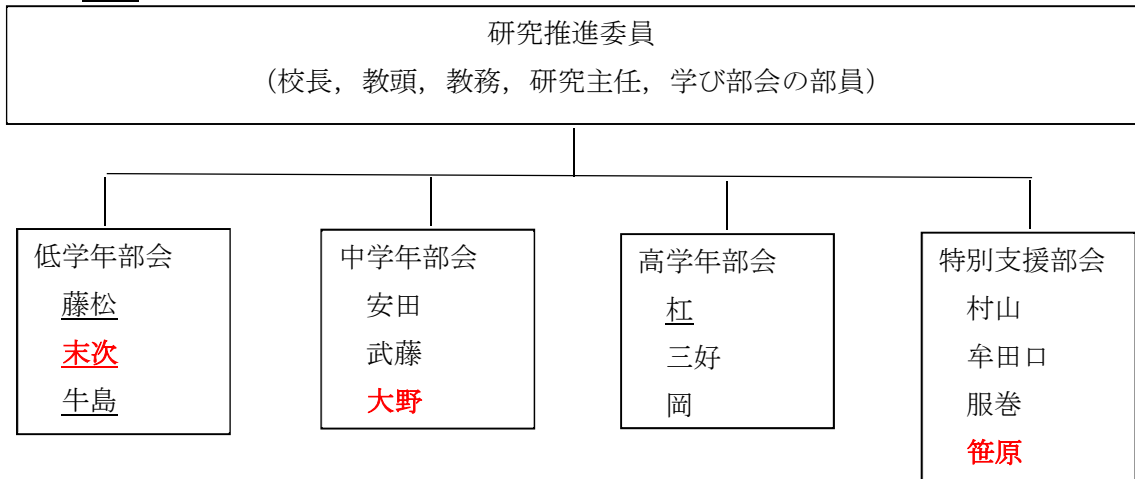 研究推進委員
(校長，教頭，教務，研究主任，学び部会の部員)
低学年部会
藤松
末次
牛島
中学年部会
安田
武藤
大野
高学年部会
杠
三好
岡
特別支援部会
村山
牟田口
服巻
笹原